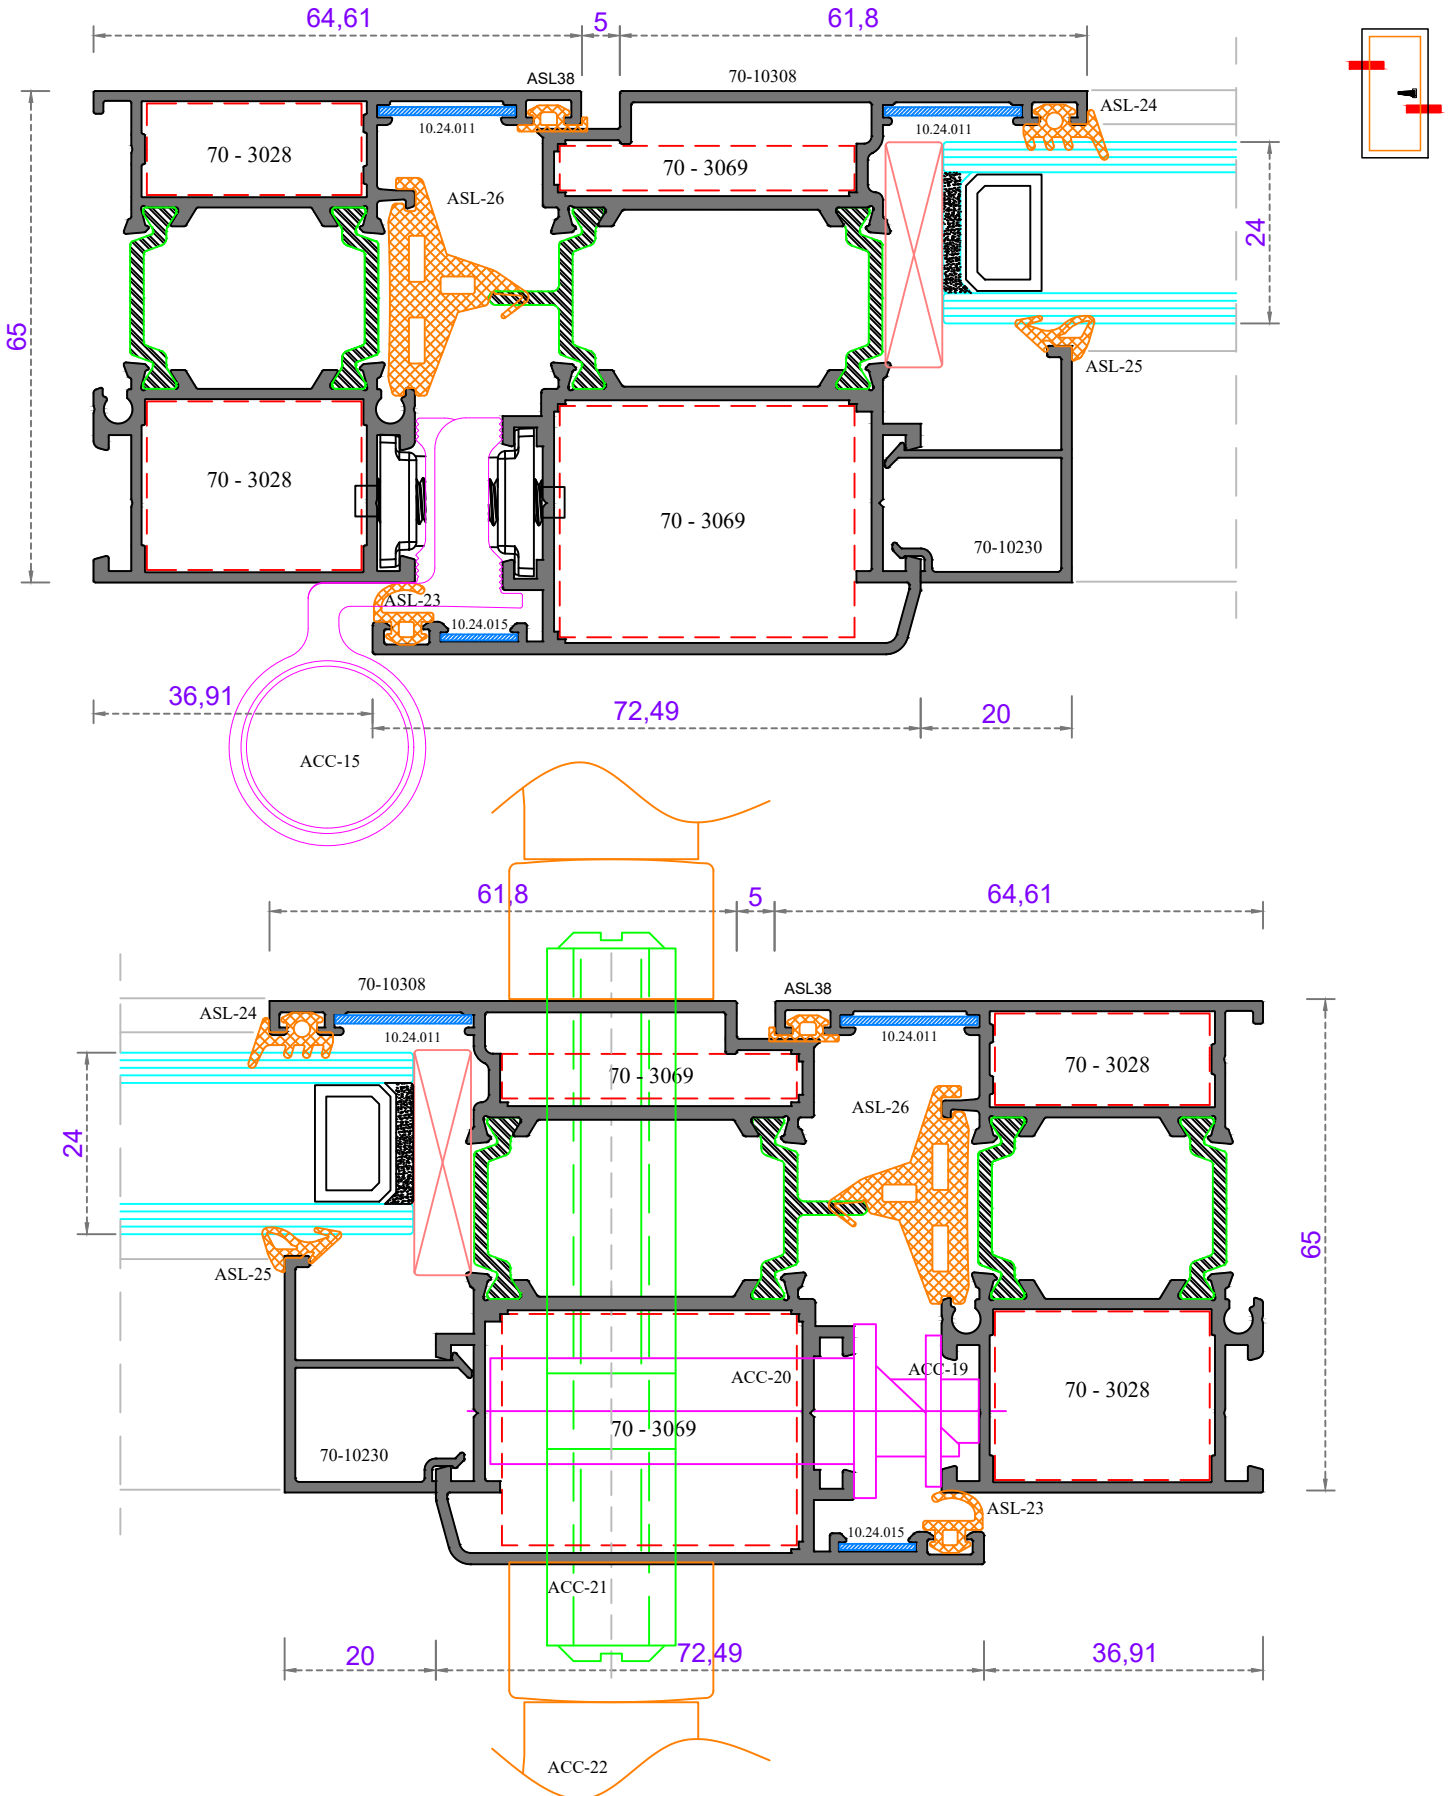 64,61
5
61,8
ASL38
70-10308
ASL-24
10.24.011
10.24.011
70 - 3028
70 - 3069
ASL-26
24
65
ASL-25
70 - 3028
70 - 3069
70-10230
ASL-23
10.24.015
36,91
72,49
20
ACC-15
61,8
5
64,61
70-10308
ASL38
ASL-24
10.24.011
10.24.011
70 - 3069
70 - 3028
ASL-26
24
65
ASL-25
ACC-20
ACC-19
70 - 3028
70 - 3069
70-10230
ASL-23
10.24.015
ACC-21
20
72,49
36,91
ACC-22